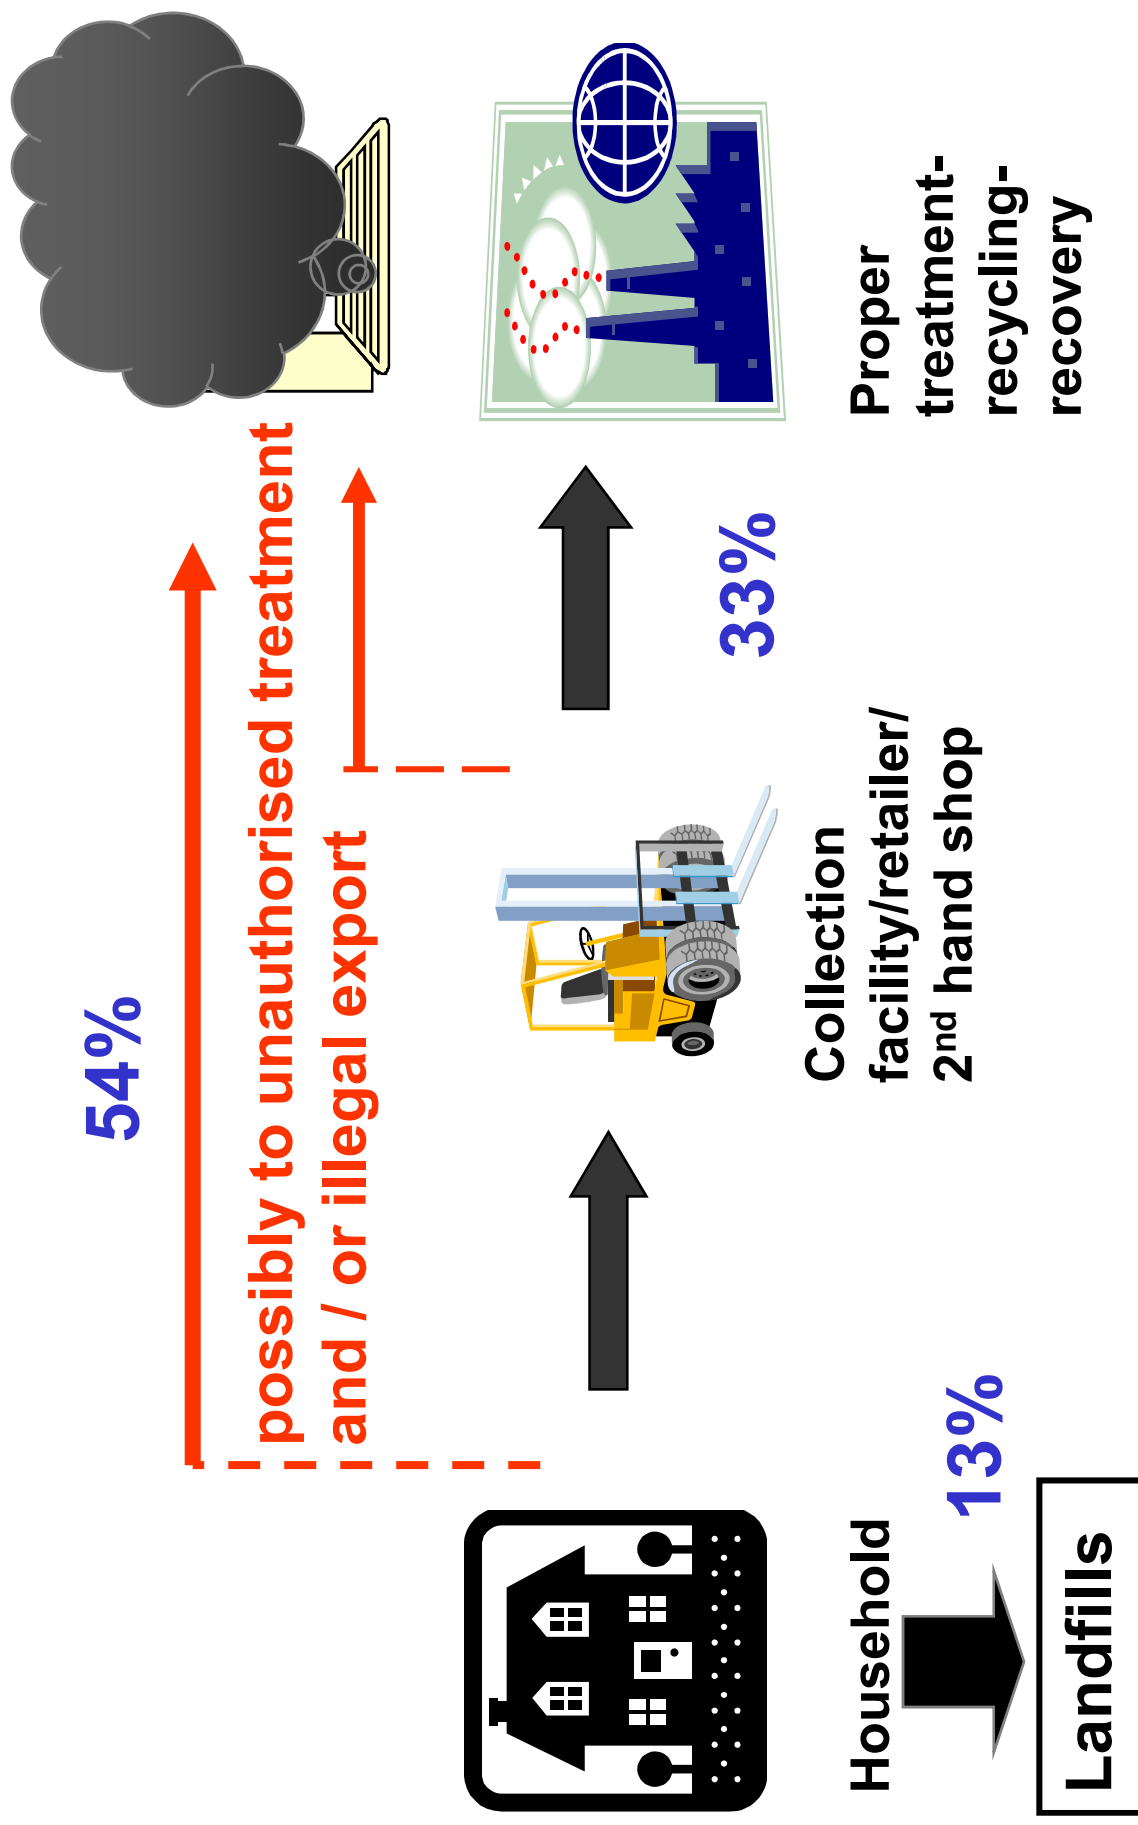 54%
possibly to unauthorised treatment
and / or illegal export
33%
Household
Collection
facility/retailer/
2nd hand shop
Proper
treatment-
recycling-
recovery
13%
Landfills